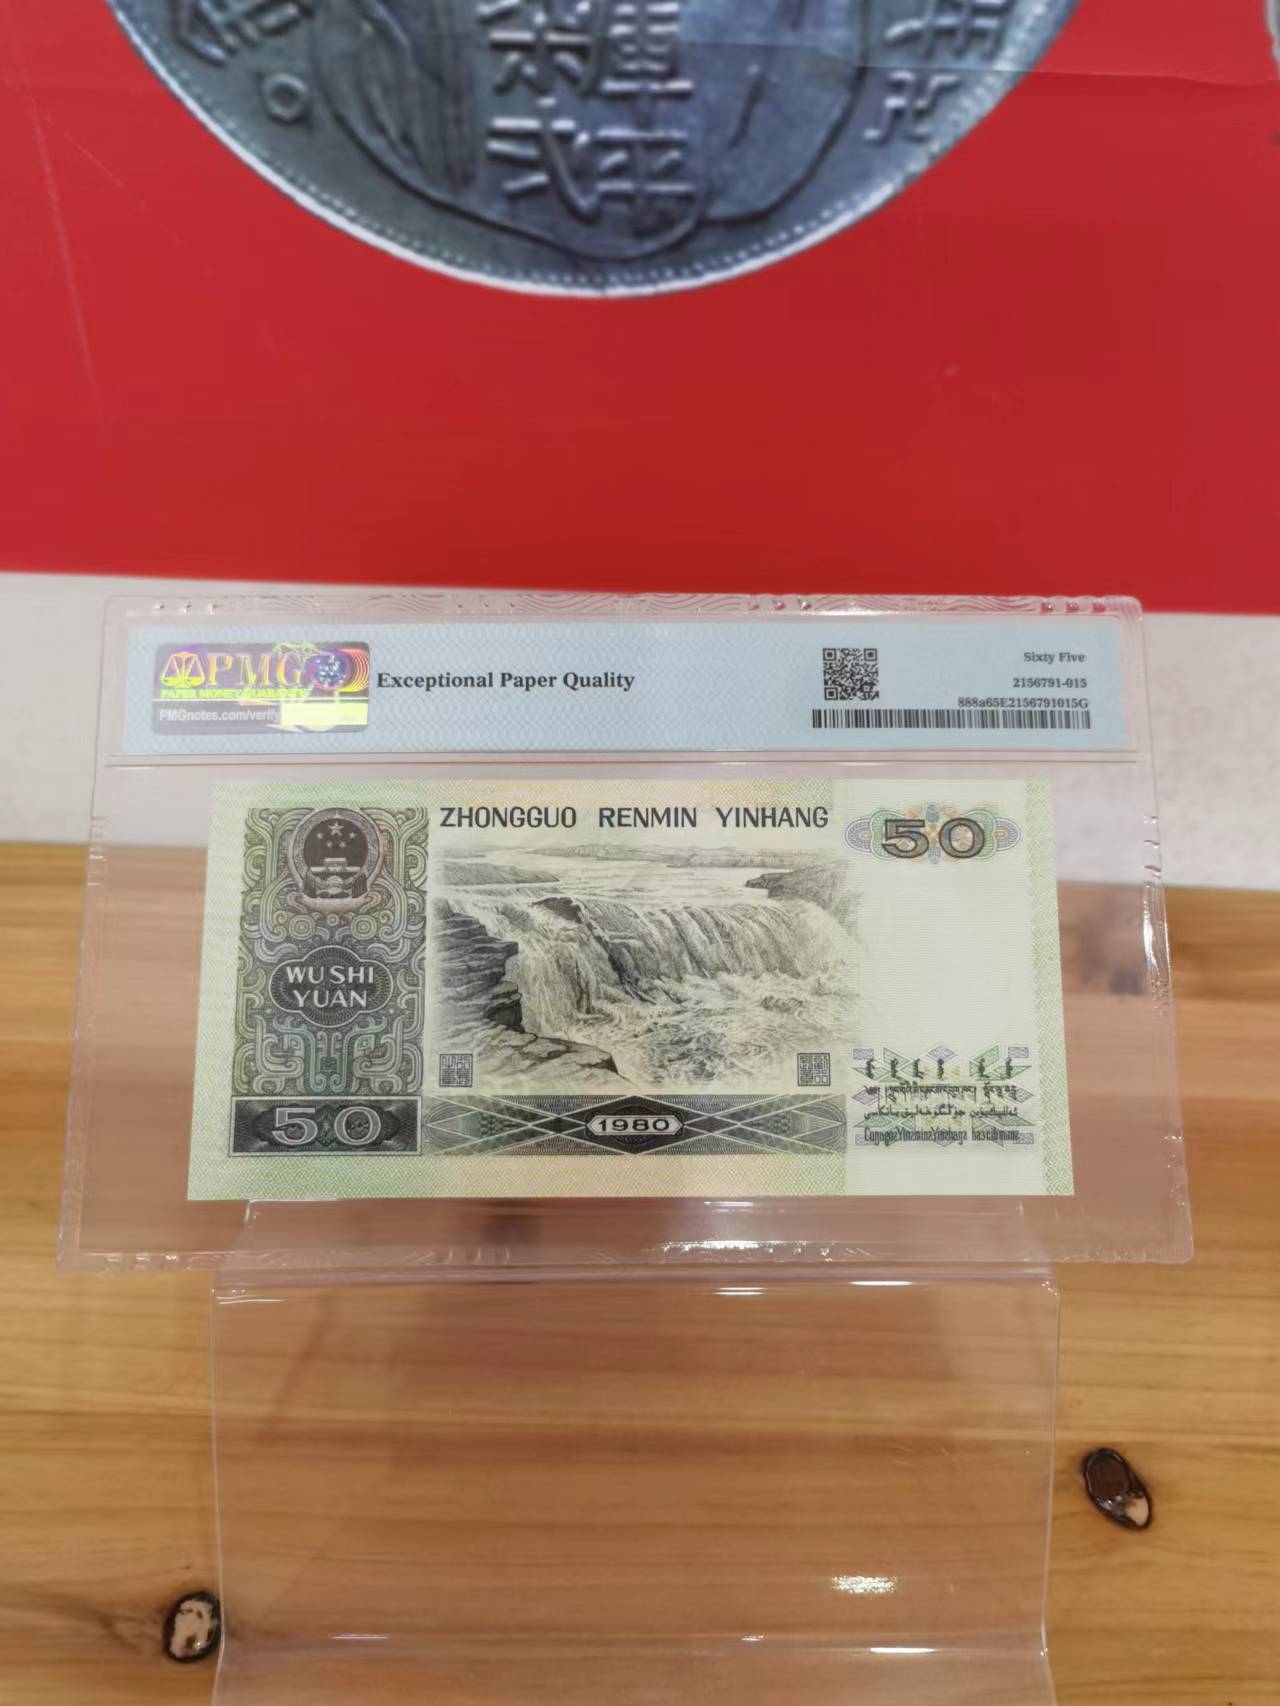 平
PMG
PAPER MONEY GUARANTY
PMGnotes.com/verify
Exceptional Paper Quality
Sixty Five
2156791-015
888a65E2156791015G
ZHONGGUO RENMIN YINHANG
50
WU SHI
YUAN
50
1980